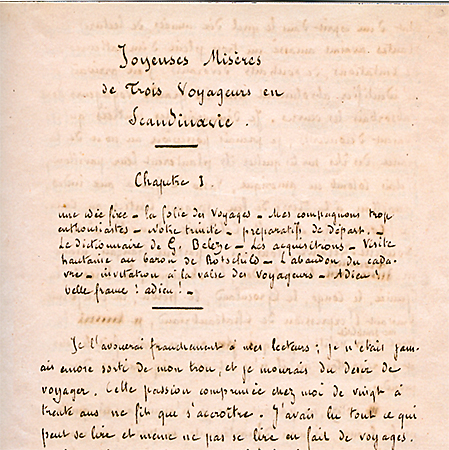 Joyeuses Misères
de Trois Voyageurs en
Scandinavie.
Chapitre I
une idée fixe _ la folie des voyages _ Mes compagnons trop
enthousiastes _ Notre trinité _ préparatifs de départ. _
Le dictionnaire de G. Belèze _ Les acquisitions _ Visite
hautaine au baron de Rotschild _ L'abandon du cada-
vre _ invitation à la valse des voyageurs _ Adieu!
belle france! adieu! _
Je l'avouerai franchement à mes lecteurs; je n'étais jam-
ais encore sorti de mon trou, et je mourais du désir de
voyager. Cette passion comprimée chez moi de vingt à
trente ans ne fit que s'accroître. J'avais lu tout ce qui
peut se lire et même ne pas se lire en fait de voyages.